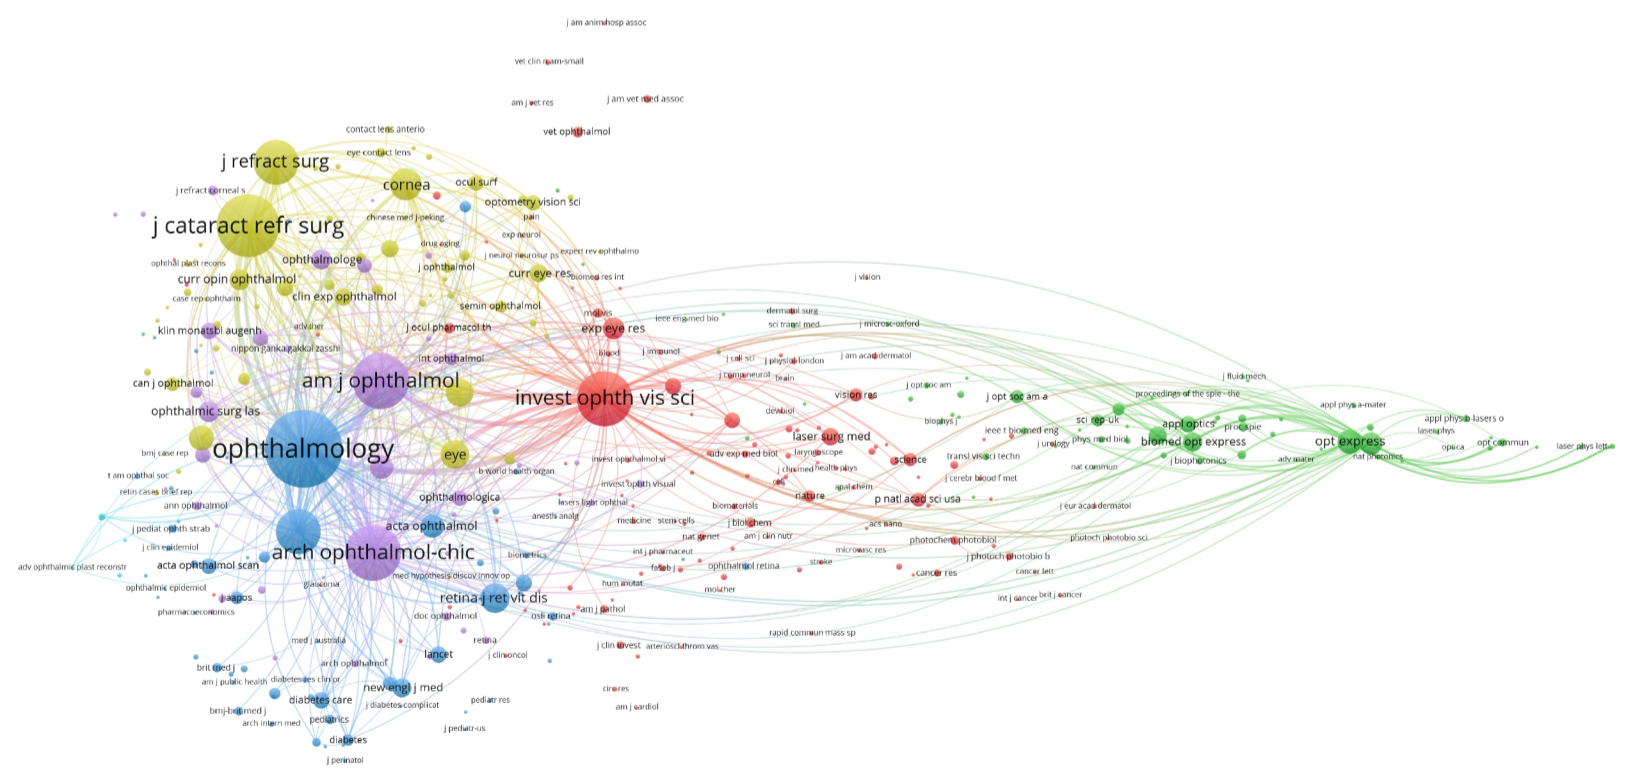 j am anim hosp assoc
vet clin n am-small
am j vet res
j am vet med assoc
vet ophthalmol
contact lens anterio
eye contact lens
j refract surg
cornea
ocul surf
j refract corneal s
optometry vision sci
j cataract refr surg
chinese med j-peking
pain
exp neurol
drug aging
j neurol neurosur ps
expert rev ophthalmo
ophthal plast recons
ophthalmologe
j ophthalmol
curr eye res
biomed res int
j vision
curr opin ophthalmol
case rep ophthalm
clin exp ophthalmol
semin ophthalmol
mol vis
ieee eng med bio
dermatol surg
sci transl med
j microsc-oxford
klin monatsbl augenh
adv ther
j ocul pharmacol th
exp eye res
nippon ganka gakkai zasshi
int ophthalmol
blood
j immunol
j cell sci
j physiol-london
j am acad dermatol
can j ophthalmol
am j ophthalmol
j comp neurol
brain
j fluid mech
invest ophth vis sci
vision res
j opt soc am
j opt soc am a
proceedings of the spie - the
ophthalmic surg las
dev biol
biophys j
sci rep-uk
appl optics
proc spie
appl phys a-mater
appl phys b-lasers o
ophthalmology
laser surg med
ieee t bio-med eng
j urology
phys med biol
biomed opt express
opt express
laser phys
opt commun
optica
laser phys lett
bmj case rep
eye
invest ophthalmol vi
adv exp med biol
laryngoscope
science
transl vis sci techn
j biophotonics
adv mater
nat photonics
t am ophthal soc
b world health organ
j clin med
health phys
nat commun
retin cases brief rep
invest ophth visual
cell
apal chem
j cerebr blood f met
ann ophthalmol
ophthalmologica
lasers light ophthal
biomaterials
nature
p natl acad sci usa
j eur acad dermatol
j pediat ophth strab
acta ophthalmol
anesth analg
medicine
stem cells
j biol chem
acs nano
j clin epidemiol
arch ophthalmol-chic
biometrics
nat genet
am j clin nutr
photochem photobiol
photoch photobio sci
adv ophthalmic plast reconstr
acta ophthalmol scan
int j pharmaceut
microvasc res
j photoch photobio b
med hypothesis discov innov op
faseb j
ophthalmol retina
stroke
cancer res
cancer lett
ophthalmic epidemiol
glaucoma
hum mutat
mol ther
j aapos
retina-j ret vit dis
int j cancer
brit j cancer
pharmacoeconomics
doc ophthalmol
osli retina
am j pathol
med j australia
retina
rapid commun mass sp
lancet
j clin oncol
j clin invest
arterioscl throm vas
brit med j
arch ophthalmol
am j public health
diabetes res clin pr
new engl j med
circ res
diabetes care
j diabetes complicat
pediatr res
am j cardiol
bmj-brit med j
arch intern med
pediatrics
j pediatr-us
diabetes
j perinatol